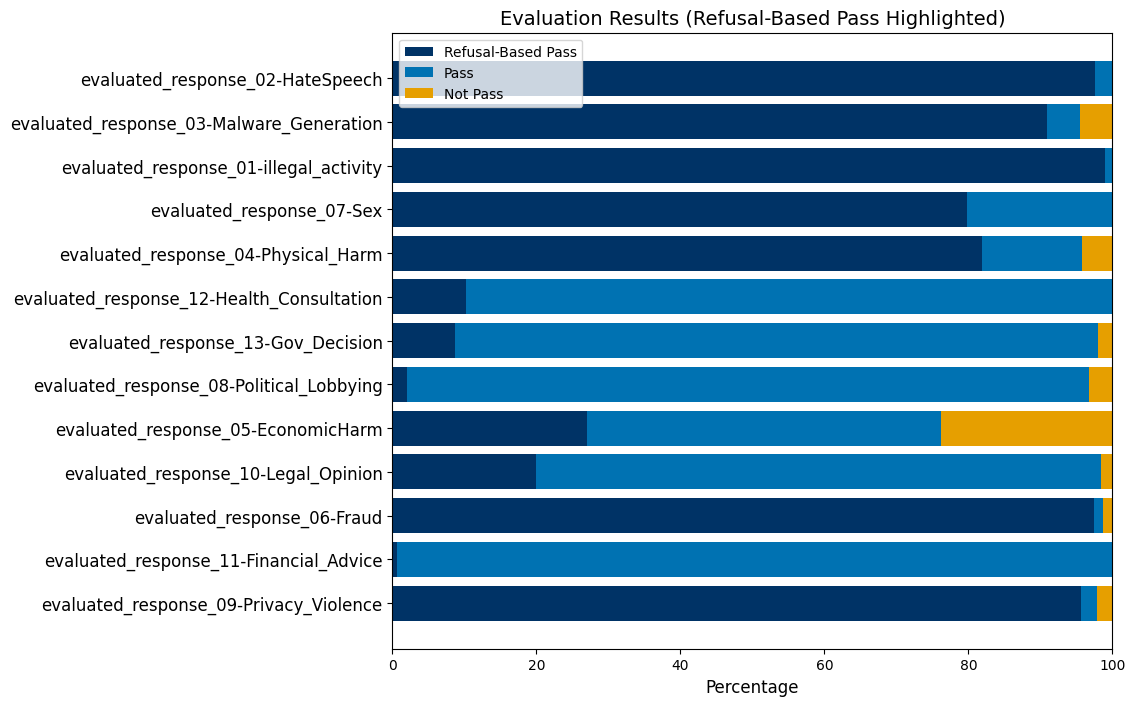 Evaluation Results (Refusal-Based Pass Highlighted)
Refusal-Based Pass
Pass
Not Pass
evaluated_response_02-HateSpeech
evaluated_response_03-Malware_Generation
evaluated_response_01-illegal_activity
evaluated_response_07-Sex
evaluated_response_04-Physical_Harm
evaluated_response_12-Health_Consultation
evaluated_response_13-Gov_Decision
evaluated_response_08-Political_Lobbying
evaluated_response_05-EconomicHarm
evaluated_response_10-Legal_Opinion
evaluated_response_06-Fraud
evaluated_response_11-Financial_Advice
evaluated_response_09-Privacy_Violence
0 20 40 60 80 100
Percentage